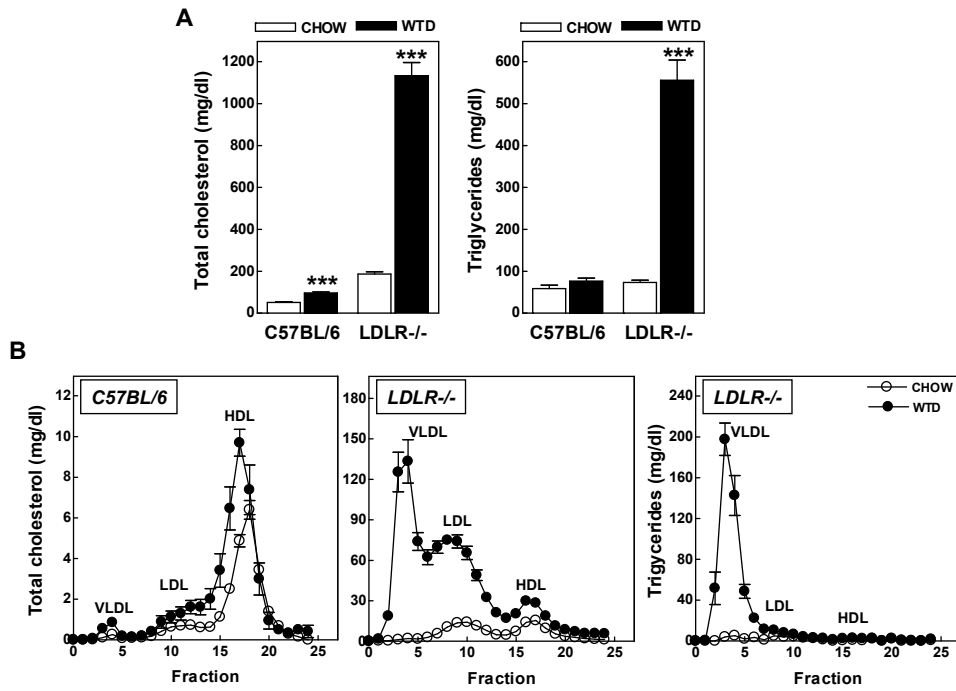 A
CHOW WTD
Total cholesterol (mg/dl)
1200
1000
800
600
400
200
0
***
***
C57BL/6 LDLR-/-
CHOW WTD
Triglycerides (mg/dl)
600
500
400
300
200
100
0
***
C57BL/6 LDLR-/-
B
Total cholesterol (mg/dl)
12
10
8
6
4
2
0
C57BL/6
HDL
LDL
VLDL
0 5 10 15 20 25
Fraction
180
150
120
90
60
30
0
LDLR-/-
VLDL
LDL
HDL
0 5 10 15 20 25
Fraction
Trigycerides (mg/dl)
240
200
160
120
80
40
0
LDLR-/-
CHOW
WTD
VLDL
LDL
HDL
0 5 10 15 20 25
Fraction